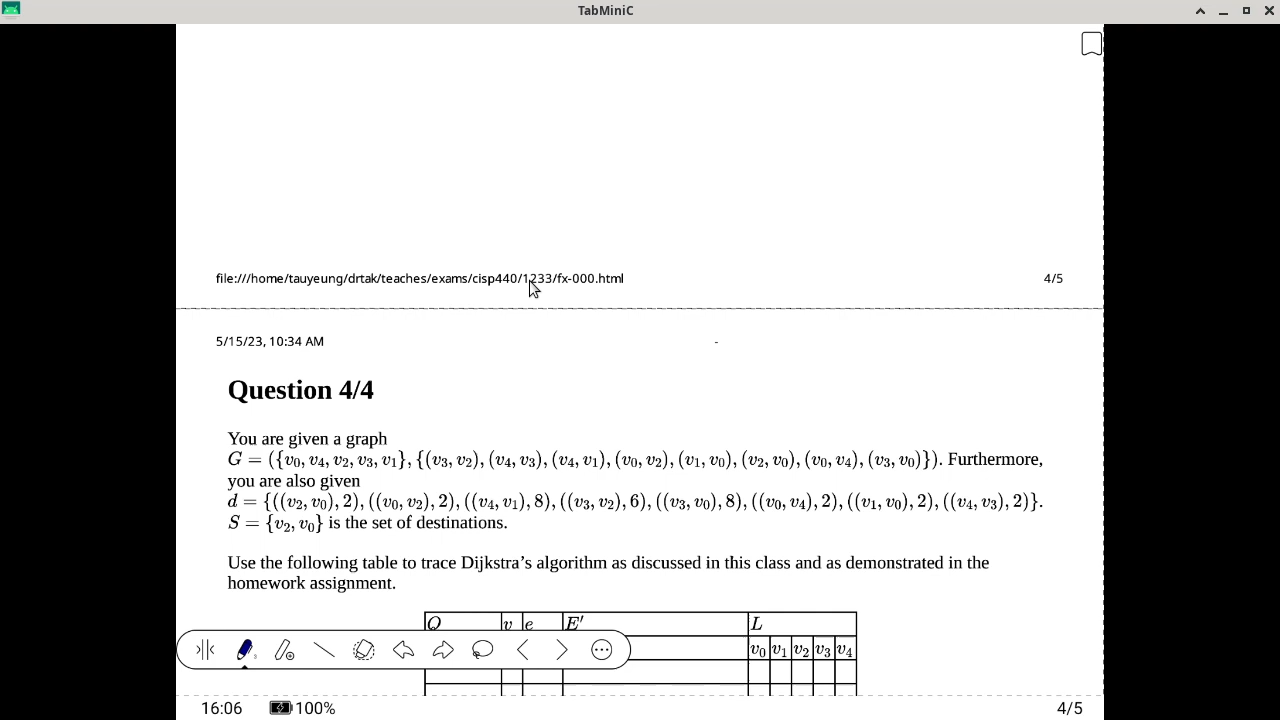 TabMiniC
file:///home/tauyeung/drtak/teaches/exams/cisp440/1233/fx-000.html 4/5
5/15/23, 10:34 AM -
Question 4/4
You are given a graph
G = ({v₀, v₄, v₂, v₃, v₁}, {(v₃, v₂), (v₄, v₃), (v₄, v₁), (v₀, v₂), (v₁, v₀), (v₂, v₀), (v₀, v₄), (v₃, v₀)}). Furthermore,
you are also given
d = {((v₂, v₀), 2), ((v₀, v₂), 2), ((v₄, v₁), 8), ((v₃, v₂), 6), ((v₃, v₀), 8), ((v₀, v₄), 2), ((v₁, v₀), 2), ((v₄, v₃), 2)}.
S = {v₂, v₀} is the set of destinations.
Use the following table to trace Dijkstra’s algorithm as discussed in this class and as demonstrated in the
homework assignment.
Q v e E′ L
v₀ v₁ v₂ v₃ v₄
16:06 100% 4/5